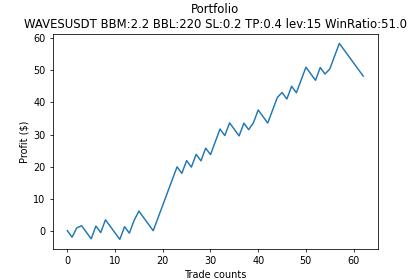 Portfolio
WAVESUSDT BBM:2.2 BBL:220 SL:0.2 TP:0.4 lev:15 WinRatio:51.0
60
50
40
30
20
10
0
Profit ($)
0 10 20 30 40 50 60
Trade counts